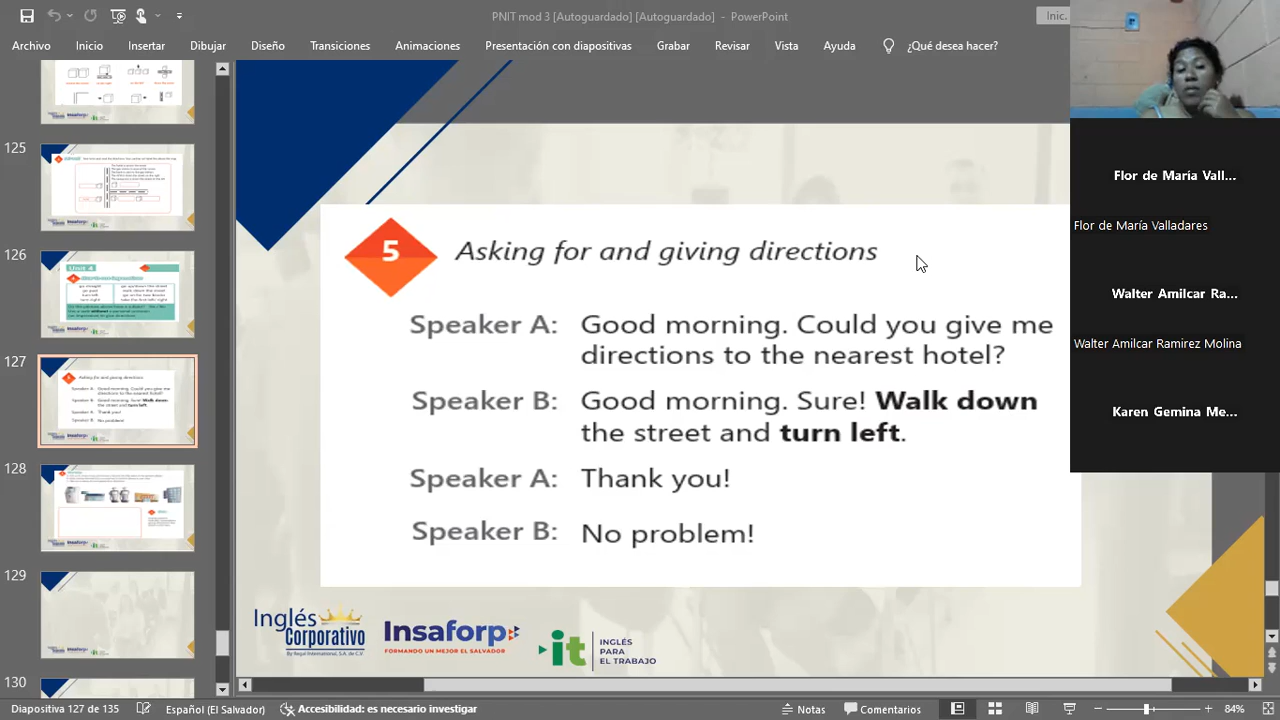 PNIT mod 3 [Autoguardado] [Autoguardado] - PowerPoint
Inic.
Archivo Inicio Insertar Dibujar Diseño Transiciones Animaciones Presentación con diapositivas Grabar Revisar Vista Ayuda ¿Qué desea hacer?
125
126
Unit 4
127
128
129
130
5 Asking for and giving directions
Speaker A: Good morning. Could you give me
directions to the nearest hotel?
Speaker B: Good morning. Sure! Walk down
the street and turn left.
Speaker A: Thank you!
Speaker B: No problem!
Inglés
Corporativo
By Regal International, S.A. de C.V.
Insaforp
FORMANDO UN MEJOR EL SALVADOR
it
INGLÉS
PARA
EL TRABAJO
Flor de Maria Vall...
Flor de María Valladares
Walter Amilcar Ra...
Walter Amilcar Ramirez Molina
Karen Gemina Me...
Diapositiva 127 de 135 Español (El Salvador) Accesibilidad: es necesario investigar Notas Comentarios 84%